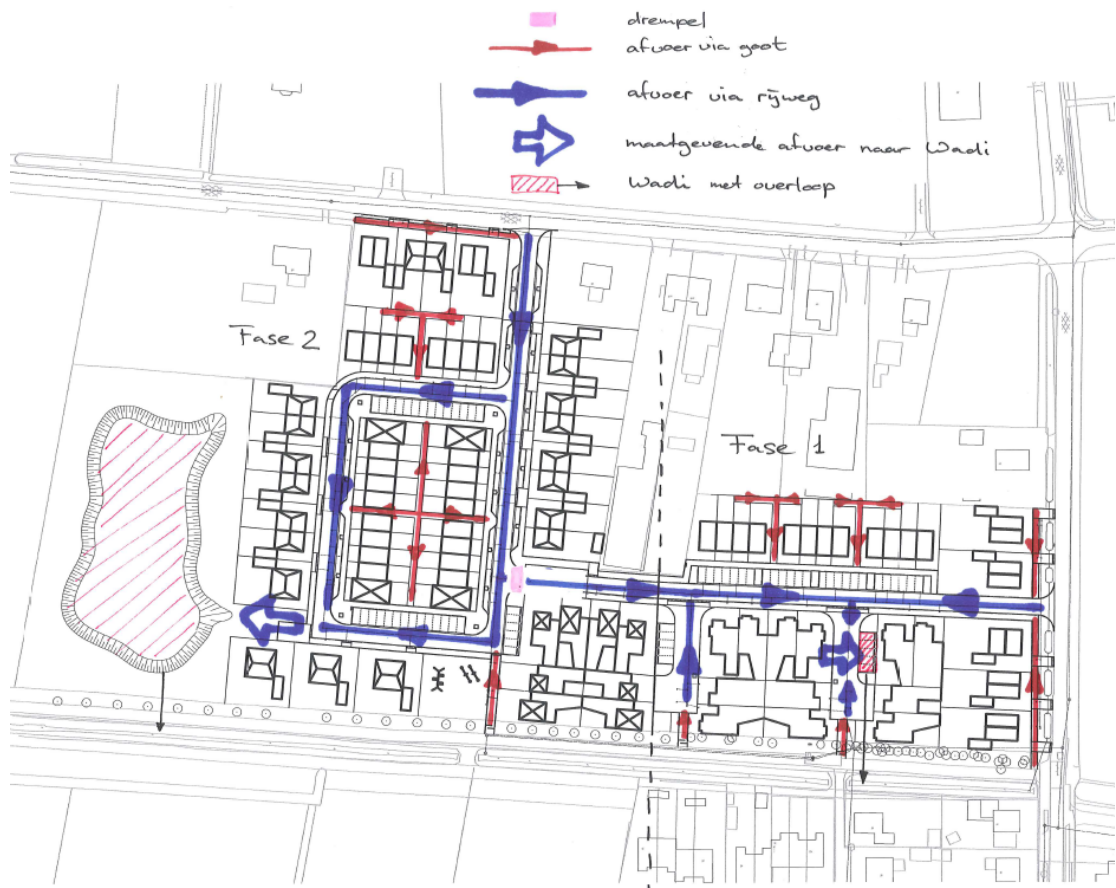 drempel
afvoer via goot
afvoer via rijweg
maatgevende afvoer naar Wadi
Wadi met overloop
Fase 2
Fase 1